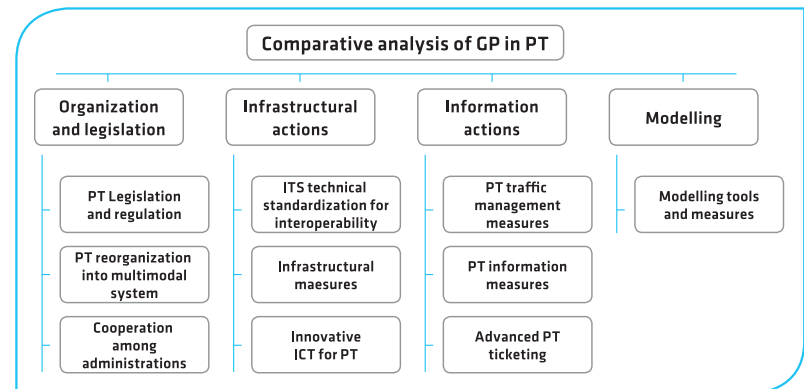 Comparative analysis of GP in PT
Organization
and legislation
Infrastructural
actions
Information
actions
Modelling
PT Legislation
and regulation
ITS technical
standardization for
interoperability
PT traffic
management
measures
Modelling tools
and measures
PT reorganization
into multimodal
system
Infrastructural
maesures
PT information
measures
Cooperation
among
administrations
Innovative
ICT for PT
Advanced PT
ticketing